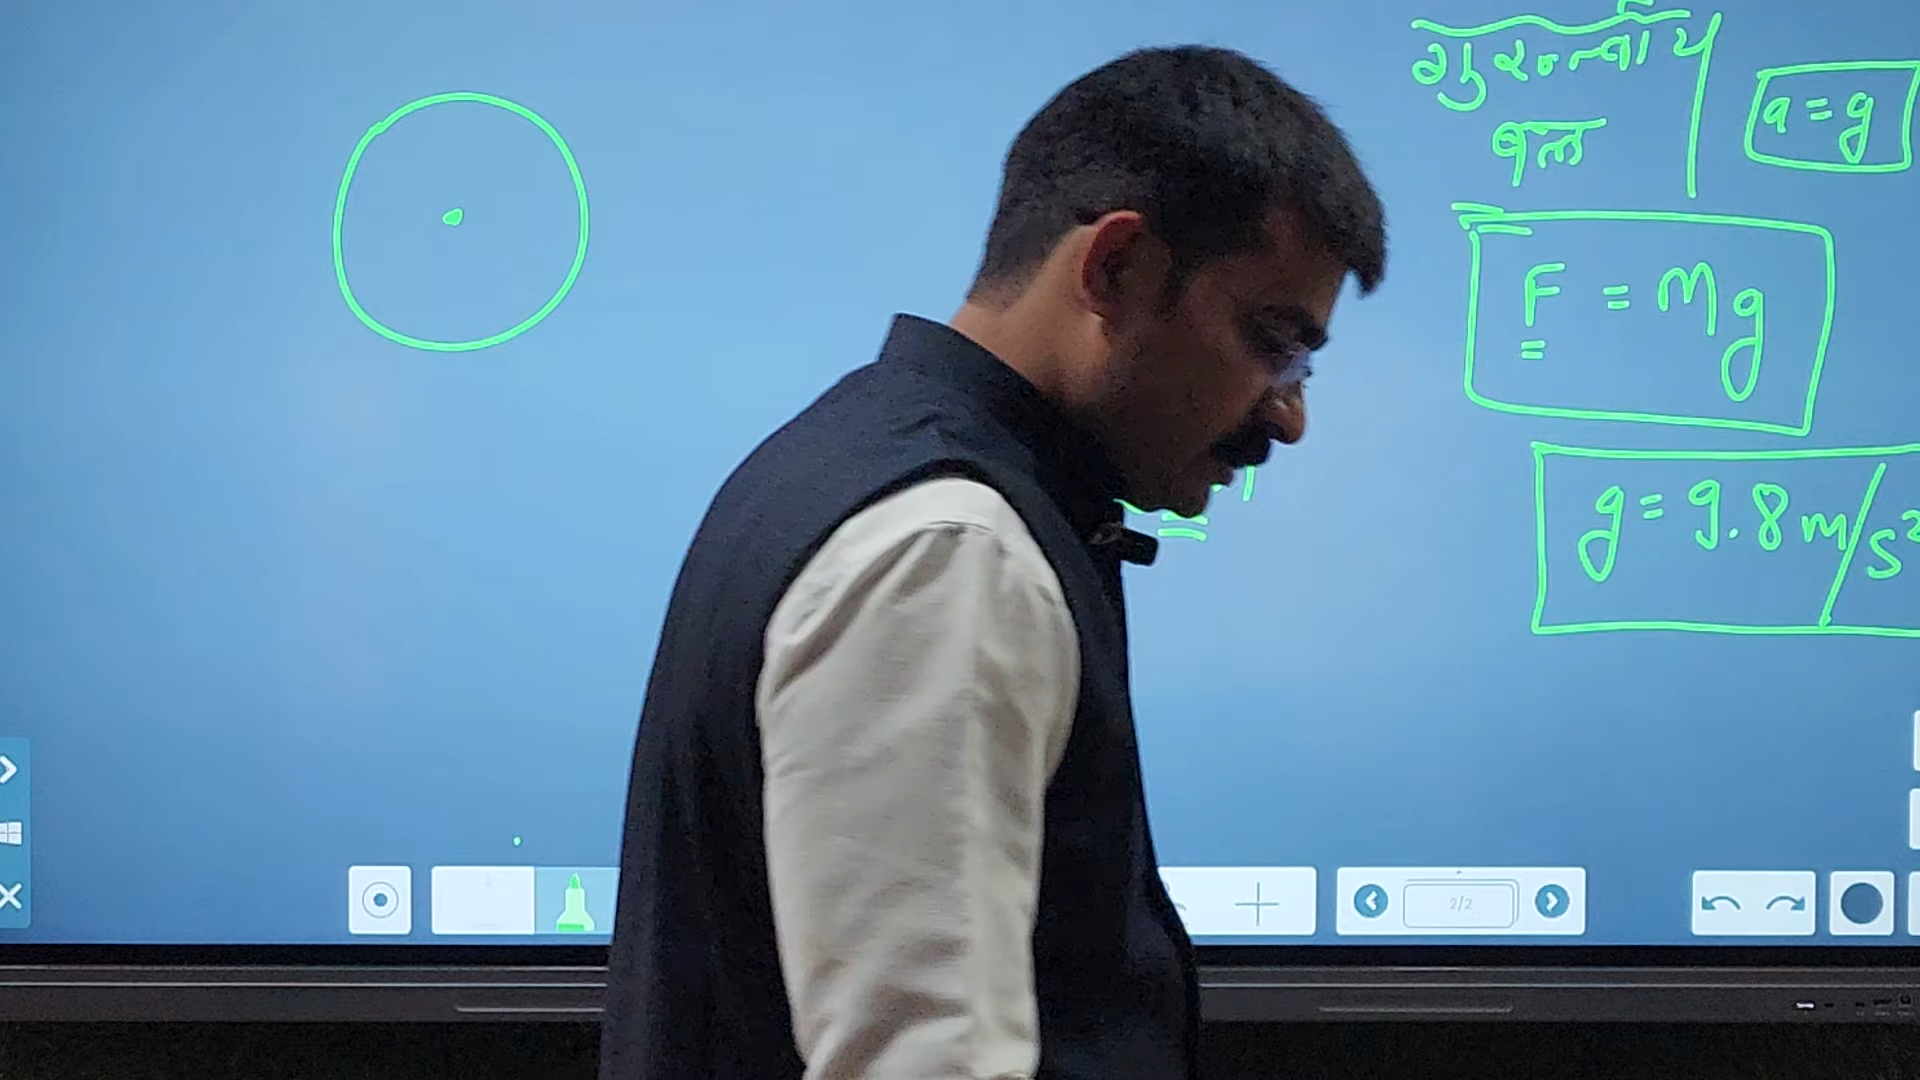 गुरुत्वीय
बल
a = g
F = mg
g = 9.8 m/s²
2/2